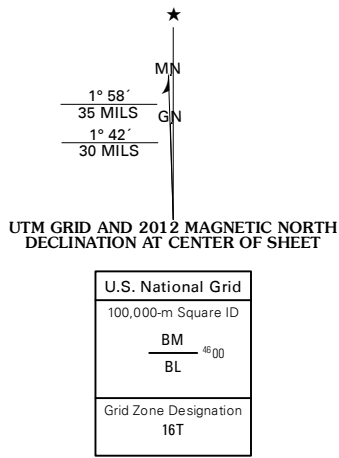 ★
MN
1° 58´
35 MILS
GN
1° 42´
30 MILS
UTM GRID AND 2012 MAGNETIC NORTH
DECLINATION AT CENTER OF SHEET
U.S. National Grid
100,000-m Square ID
BM
4600
BL
Grid Zone Designation
16T